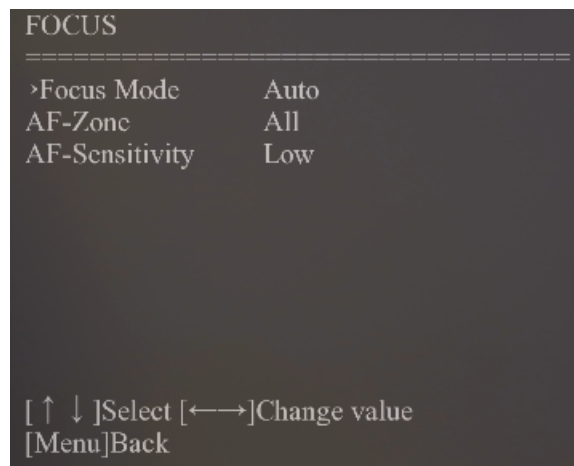 FOCUS
====================================
›Focus Mode Auto
AF-Zone All
AF-Sensitivity Low
[ ↑ ↓ ]Select [←→]Change value
[Menu]Back